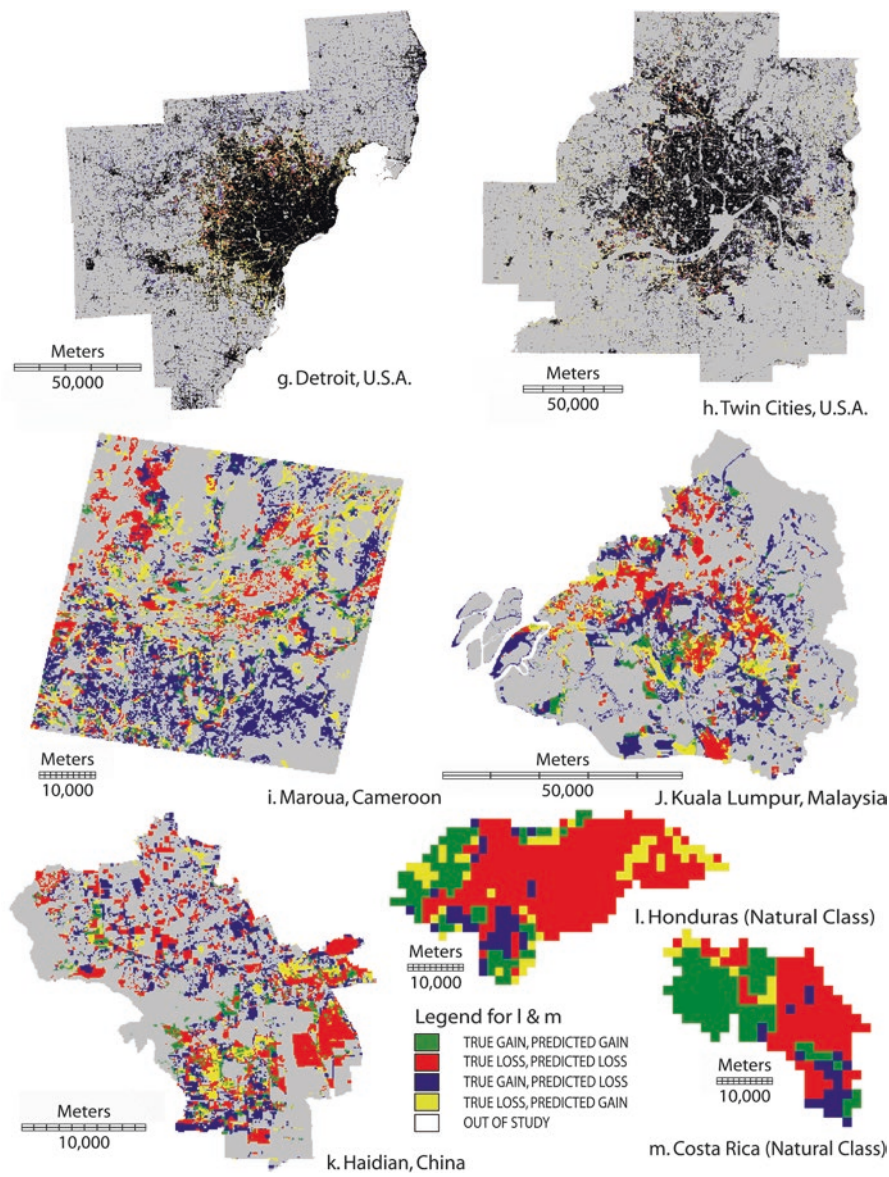 Meters
50,000
g. Detroit, U.S.A.
Meters
50,000
h. Twin Cities, U.S.A.
Meters
10,000
i. Maroua, Cameroon
Meters
50,000
J. Kuala Lumpur, Malaysia
Meters
10,000
k. Haidian, China
l. Honduras (Natural Class)
Meters
10,000
Legend for l & m
TRUE GAIN, PREDICTED GAIN
TRUE LOSS, PREDICTED LOSS
TRUE GAIN, PREDICTED LOSS
TRUE LOSS, PREDICTED GAIN
OUT OF STUDY
Meters
10,000
m. Costa Rica (Natural Class)